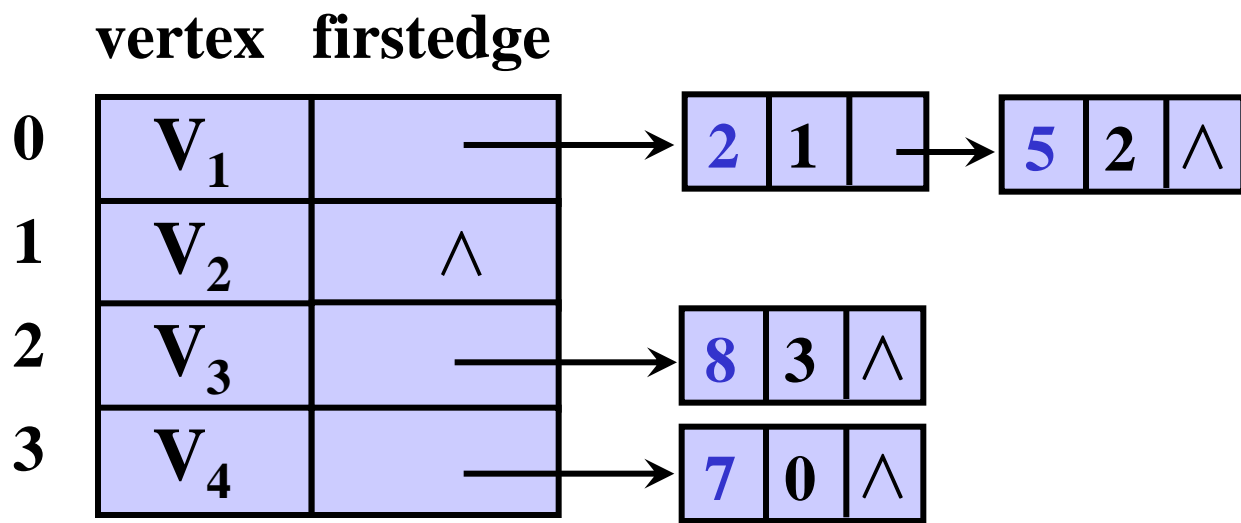 vertex firstedge
0 V₁ 2 1 5 2 ∧
1 V₂ ∧
2 V₃ 8 3 ∧
3 V₄ 7 0 ∧